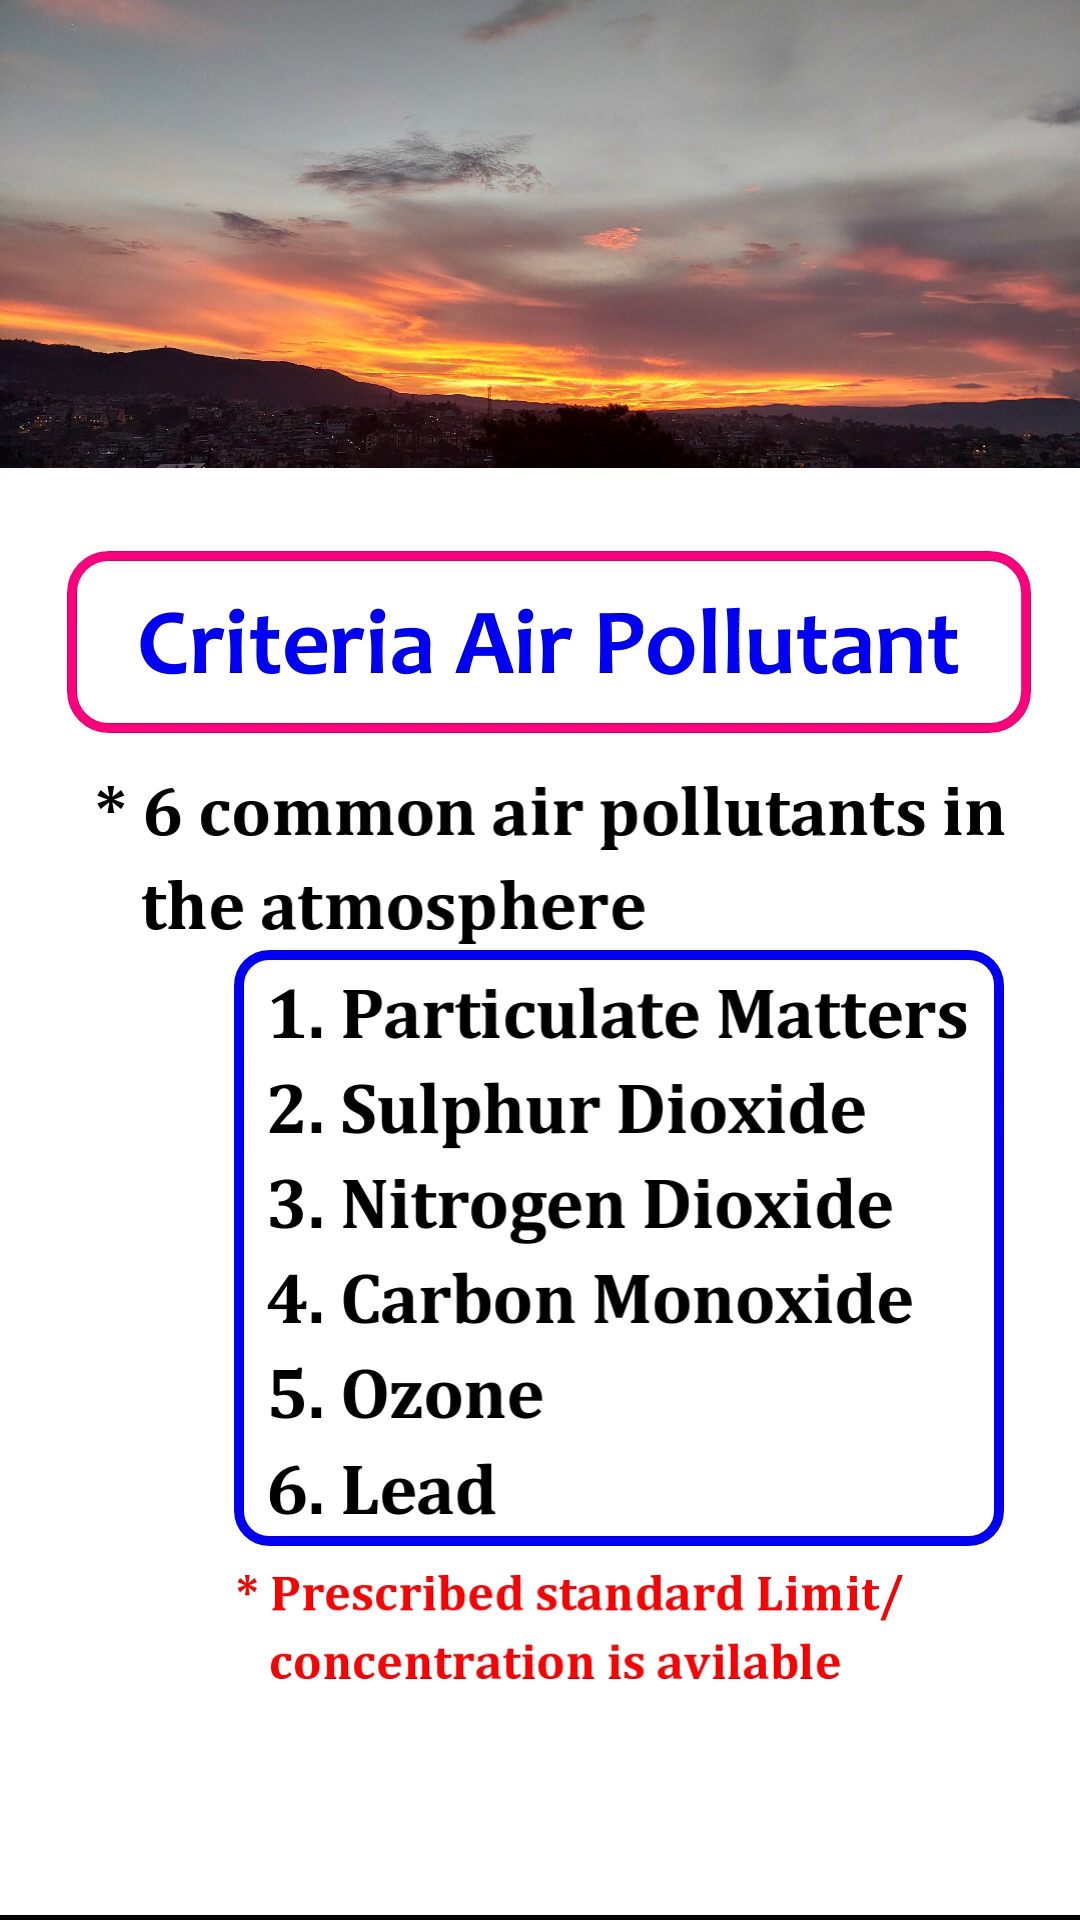 Criteria Air Pollutant
* 6 common air pollutants in
the atmosphere
1. Particulate Matters
2. Sulphur Dioxide
3. Nitrogen Dioxide
4. Carbon Monoxide
5. Ozone
6. Lead
* Prescribed standard Limit/
concentration is avilable